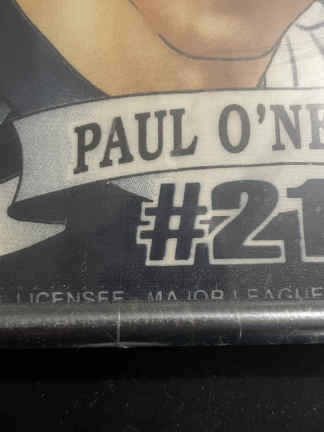 PAUL O'NE
#21
LICENSEE - MAJOR LEAGUE